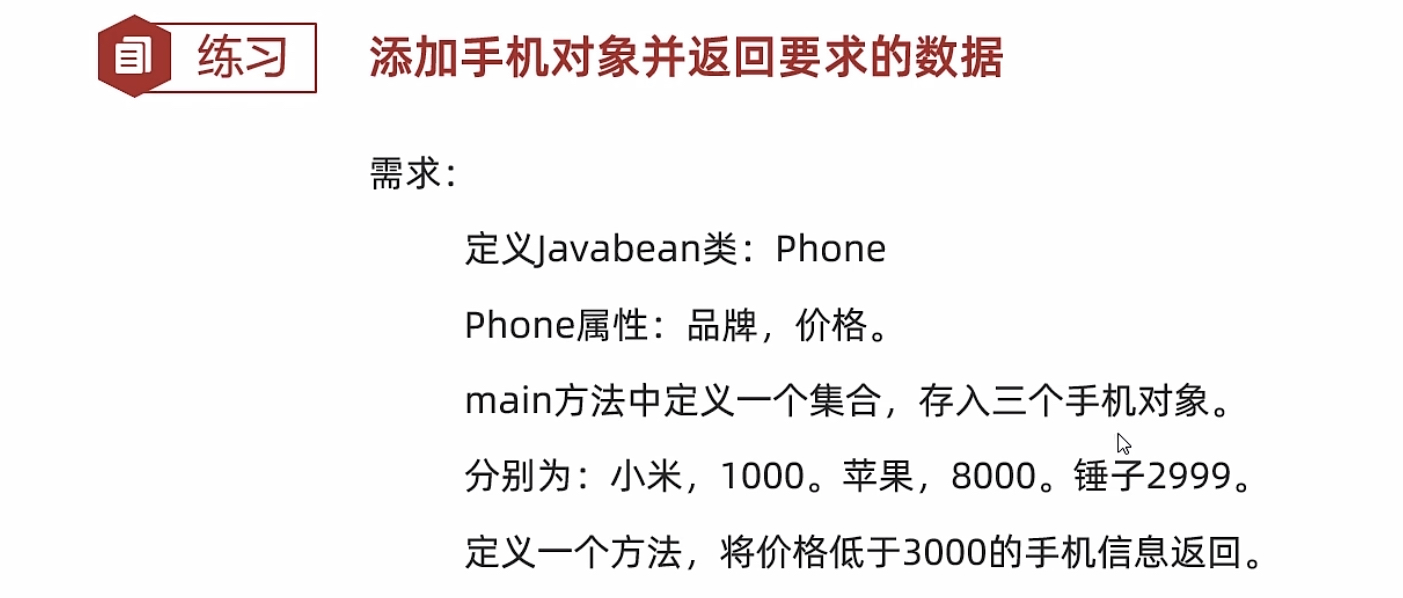 练习
添加手机对象并返回要求的数据
需求：
定义Javabean类：Phone
Phone属性：品牌，价格。
main方法中定义一个集合，存入三个手机对象。
分别为：小米，1000。苹果，8000。锤子2999。
定义一个方法，将价格低于3000的手机信息返回。